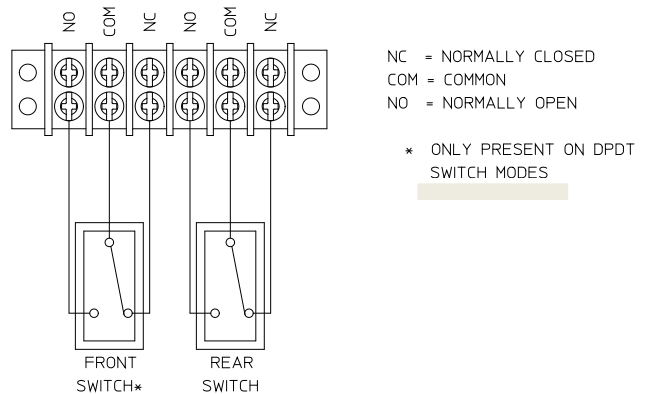 NO COM NC NO COM NC
NC = NORMALLY CLOSED
COM = COMMON
NO = NORMALLY OPEN
* ONLY PRESENT ON DPDT
SWITCH MODES
FRONT
SWITCH*
REAR
SWITCH